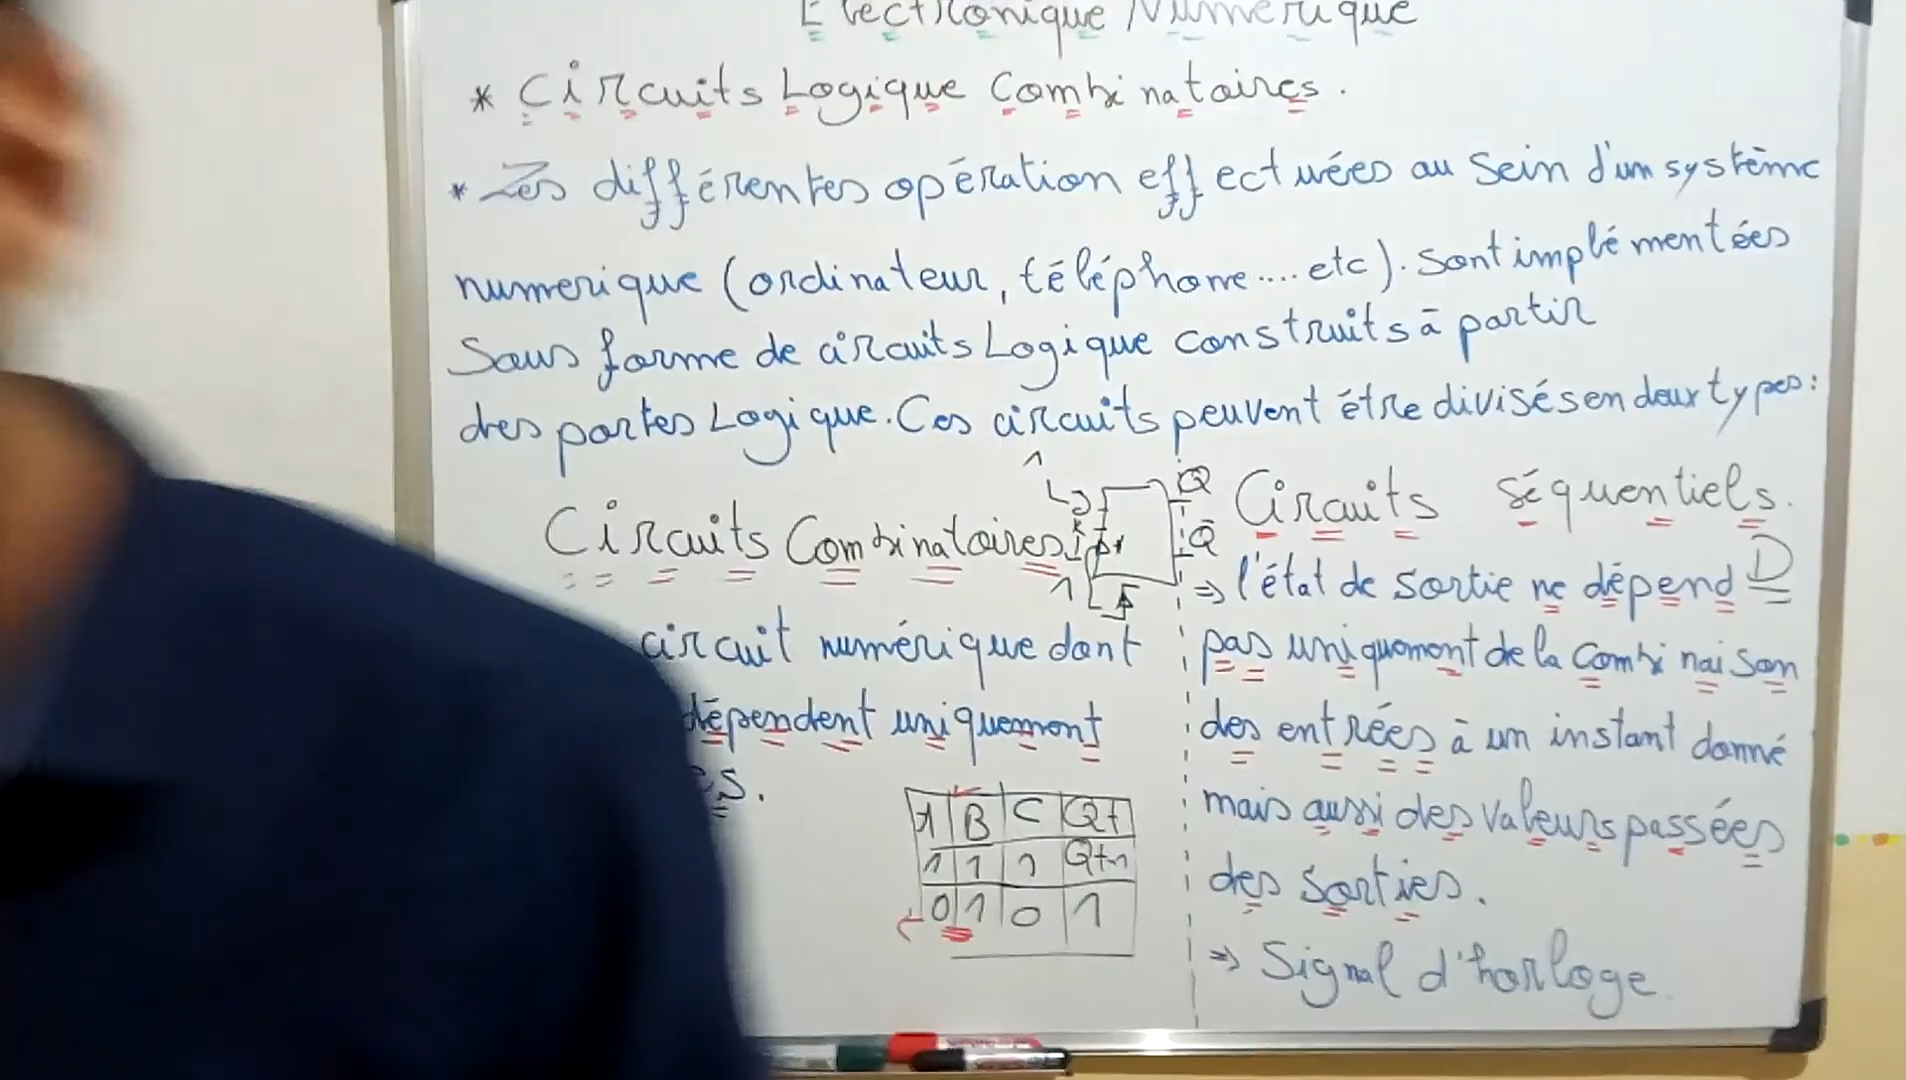 Electronique Numerique
* Circuits Logique Combinatoires.
* Les différentes opération effectuées au Sein d'un système
numerique (ordinateur, téléphone....etc). Sont implémentées
Sous forme de circuits Logique construits à partir
des portes Logique. Ces circuits peuvent être divisés en deux types:
Circuits Combinatoires
circuit numérique dont
dépendent uniquement
es.
1
J
K
1
Q
Q̄
A B C Qt
1 1 1 Qt+1
0 1 0 1
Circuits séquentiels.
=> l'état de Sortie ne dépend D
pas uniquement de la Combinaison
des entrées à un instant donné
mais aussi des valeurs passées
des Sorties.
=> Signal d'horloge.